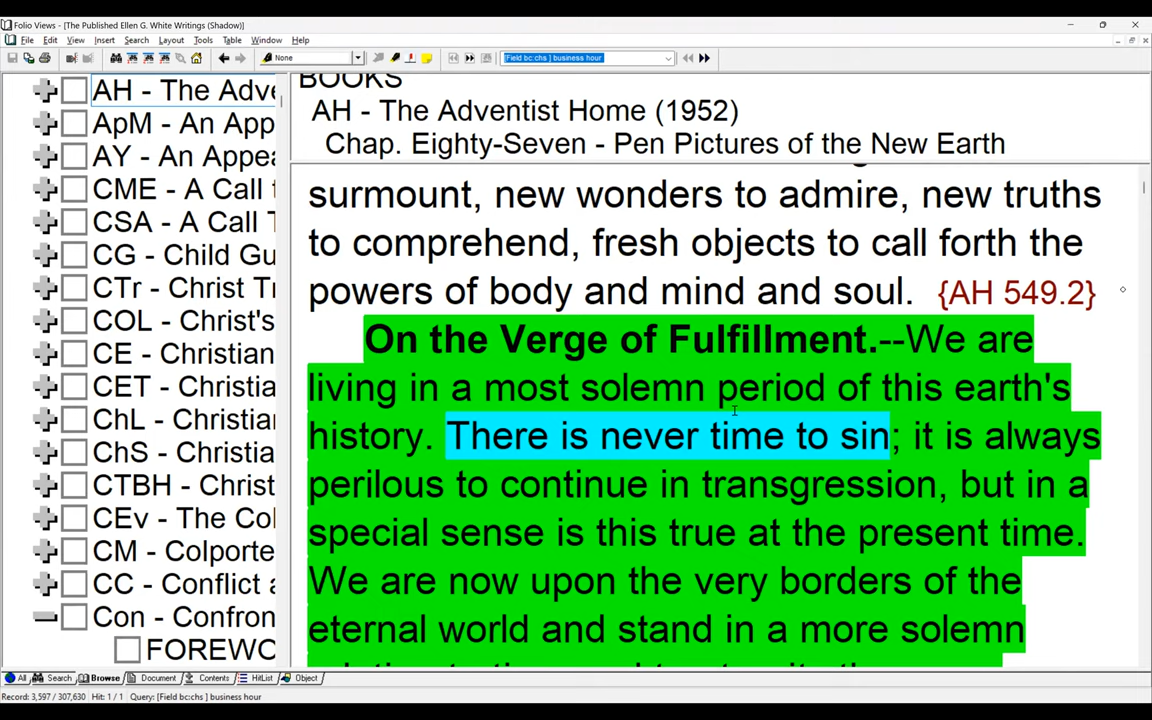 Folio Views - [The Published Ellen G. White Writings (Shadow)]
File Edit View Insert Search Layout Tools Table Window Help
None
[Field bc:chs ] business hour
AH - The Adve
ApM - An App
AY - An Appea
CME - A Call t
CSA - A Call T
CG - Child Gu
CTr - Christ Tr
COL - Christ's
CE - Christian
CET - Christia
ChL - Christian
ChS - Christia
CTBH - Christ
CEv - The Col
CM - Colporte
CC - Conflict a
Con - Confron
FOREWC
BOOKS
AH - The Adventist Home (1952)
Chap. Eighty-Seven - Pen Pictures of the New Earth
surmount, new wonders to admire, new truths
to comprehend, fresh objects to call forth the
powers of body and mind and soul. {AH 549.2}
On the Verge of Fulfillment.--We are
living in a most solemn period of this earth's
history. There is never time to sin; it is always
perilous to continue in transgression, but in a
special sense is this true at the present time.
We are now upon the very borders of the
eternal world and stand in a more solemn
All Search Browse Document Contents HitList Object
Record: 3,597 / 307,630 Hit: 1 / 1 Query: [Field bc:chs ] business hour